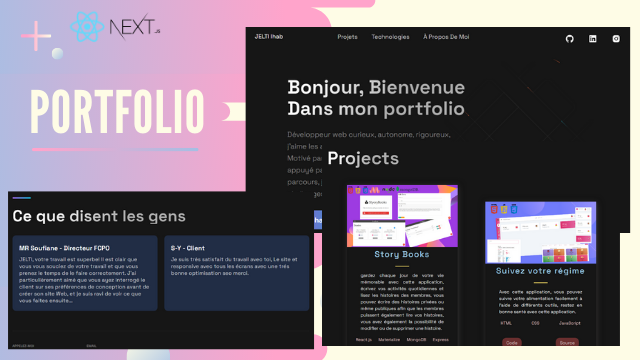 NEXT.JS
PORTFOLIO
JELTI Ihab
Projets
Technologies
À Propos De Moi
Bonjour, Bienvenue
Dans mon portfolio
Développeur web curieux, autonome, rigoureux,
j'aime les
Motivé pa
appuyé pa
parcours,
Projects
Ce que disent les gens
MR Soufiane - Directeur FCPO
JELTI, votre travail est superbe! Il est clair que
vous vous souciez de votre travail et que vous
prenez le temps de le faire correctement. J'ai
particulièrement aimé que vous ayez interrogé le
client sur ses préférences de conception avant de
créer son site Web, et je suis ravi de voir ce que
vous faites ensuite...
S-Y - Client
Je suis très satisfait du travail avec toi, Le site et
responsive avec tous les écrans avec une très
bonne optimisation ses merci.
Story Books
gardez chaque jour de votre vie
mémorable avec cette application,
écrivez vos activités quotidiennes et
lisez les histoires des membres, vous
pouvez écrire des histoires privées ou
même publiques afin que les membres
puissent également lire vos histoires,
vous avez également la possibilité de
modifier ou de supprimer une histoire.
React.js Materialize MongoDB Express
Suivez votre régime
Avec cette application, vous pouvez
suivre votre alimentation facilement à
l'aide de différents outils, restez en
bonne santé avec cette application.
HTML CSS JavaScript
Code
Source